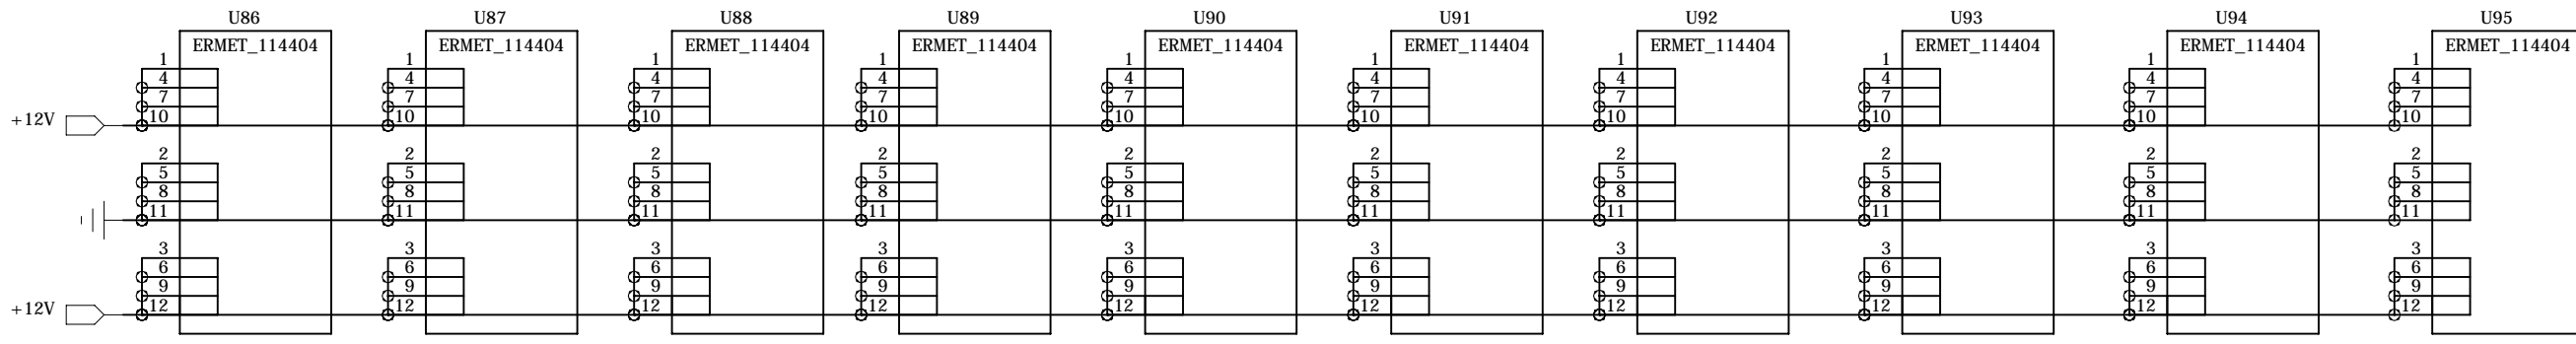 U86 U87 U88 U89 U90 U91 U92 U93 U94 U95
ERMET_114404 ERMET_114404 ERMET_114404 ERMET_114404 ERMET_114404 ERMET_114404 ERMET_114404 ERMET_114404 ERMET_114404 ERMET_114404
1 1 1 1 1 1 1 1 1 1
4 4 4 4 4 4 4 4 4 4
7 7 7 7 7 7 7 7 7 7
+12V 10 10 10 10 10 10 10 10 10 10
2 2 2 2 2 2 2 2 2 2
5 5 5 5 5 5 5 5 5 5
8 8 8 8 8 8 8 8 8 8
11 11 11 11 11 11 11 11 11 11
3 3 3 3 3 3 3 3 3 3
6 6 6 6 6 6 6 6 6 6
9 9 9 9 9 9 9 9 9 9
+12V 12 12 12 12 12 12 12 12 12 12